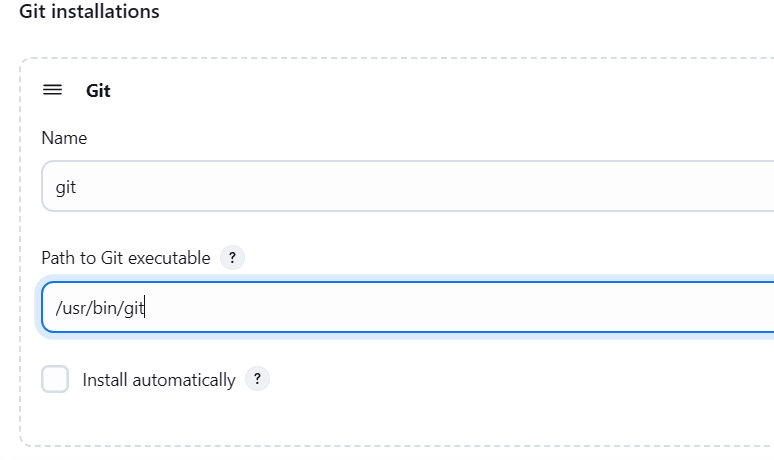 Git installations
Git
Name
git
Path to Git executable ?
/usr/bin/git
Install automatically ?